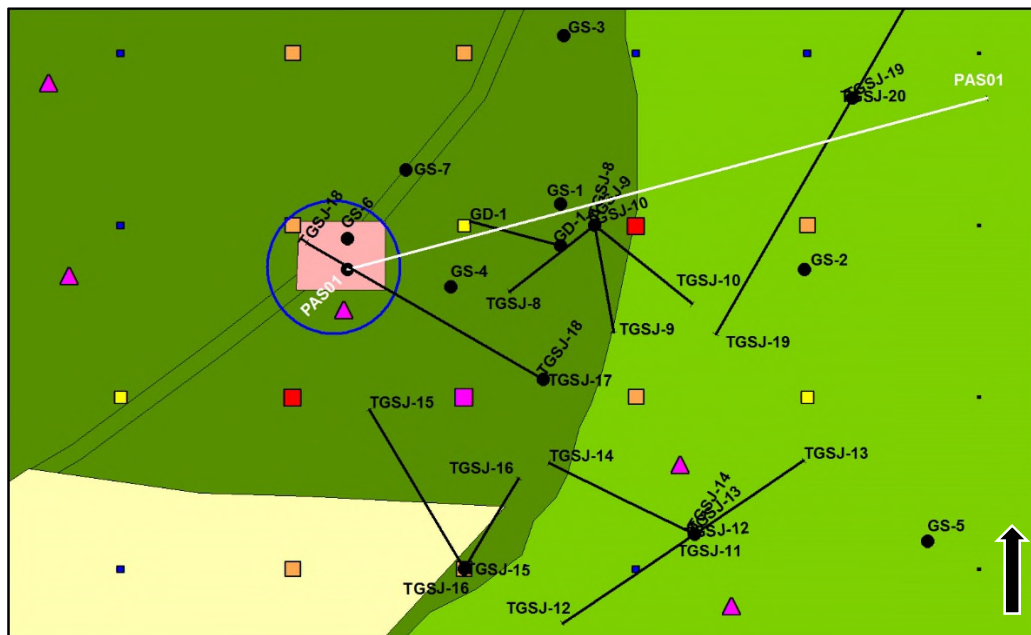 GS-3
TGSJ-19
TGSJ-20
PAS01
GS-7
TGSJ-8
TGSJ-9
TGSJ-10
GS-1
GD-1
GD-1
TGSJ-18
GS-6
GS-2
PAS01
GS-4
TGSJ-8
TGSJ-10
TGSJ-9
TGSJ-19
TGSJ-18
TGSJ-17
TGSJ-15
TGSJ-14
TGSJ-16
TGSJ-13
TGSJ-14
TGSJ-13
TGSJ-12
TGSJ-11
GS-5
TGSJ-15
TGSJ-16
TGSJ-12